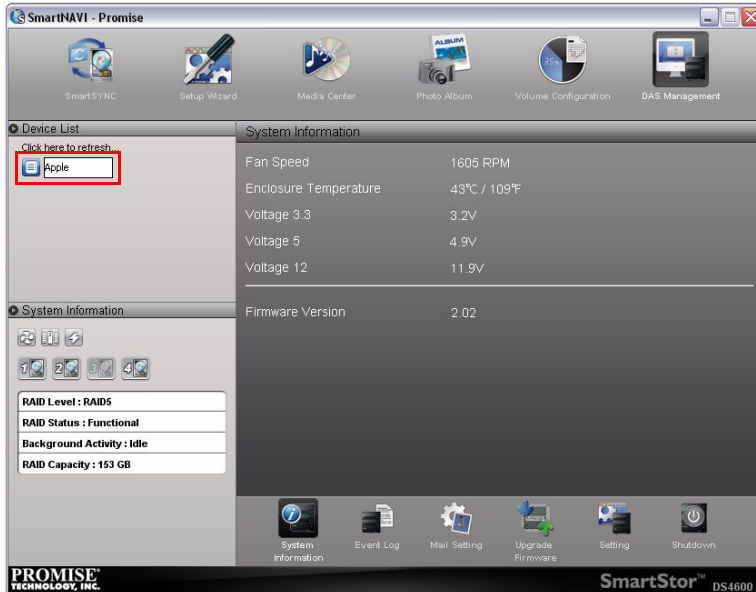 SmartNAVI - Promise
SmartSYNC
Setup Wizard
Media Center
ALBUM
Photo Album
35%
Volume Configuration
DAS Management
Device List
Click here to refresh...
Apple
System Information
Fan Speed 1605 RPM
Enclosure Temperature 43°C / 109°F
Voltage 3.3 3.2V
Voltage 5 4.9V
Voltage 12 11.9V
Firmware Version 2.02
System Information
1 2 3 4
RAID Level : RAID5
RAID Status : Functional
Background Activity : Idle
RAID Capacity : 153 GB
System
Information
Event Log
Mail Setting
Upgrade
Firmware
Setting
Shutdown
PROMISE®
TECHNOLOGY, INC.
SmartStor™ DS4600